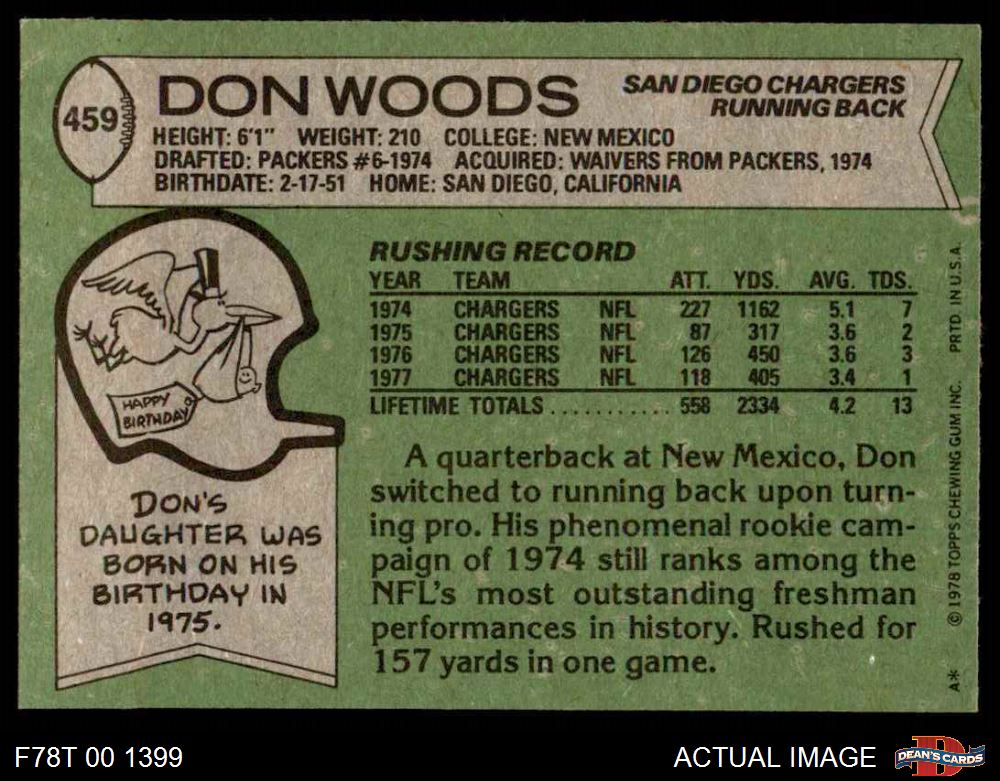 459
DON WOODS
SAN DIEGO CHARGERS
RUNNING BACK
HEIGHT: 6'1" WEIGHT: 210 COLLEGE: NEW MEXICO
DRAFTED: PACKERS #6-1974 ACQUIRED: WAIVERS FROM PACKERS, 1974
BIRTHDATE: 2-17-51 HOME: SAN DIEGO, CALIFORNIA
HAPPY
BIRTHDAY
DON'S
DAUGHTER WAS
BORN ON HIS
BIRTHDAY IN
1975.
RUSHING RECORD
YEAR TEAM ATT. YDS. AVG. TDS.
1974 CHARGERS NFL 227 1162 5.1 7
1975 CHARGERS NFL 87 317 3.6 2
1976 CHARGERS NFL 126 450 3.6 3
1977 CHARGERS NFL 118 405 3.4 1
LIFETIME TOTALS........... 558 2334 4.2 13
A quarterback at New Mexico, Don
switched to running back upon turn-
ing pro. His phenomenal rookie cam-
paign of 1974 still ranks among the
NFL's most outstanding freshman
performances in history. Rushed for
157 yards in one game.
A* © 1978 TOPPS CHEWING GUM INC. PRTD. IN U.S.A.
F78T 00 1399
ACTUAL IMAGE
D
DEAN'S CARDS